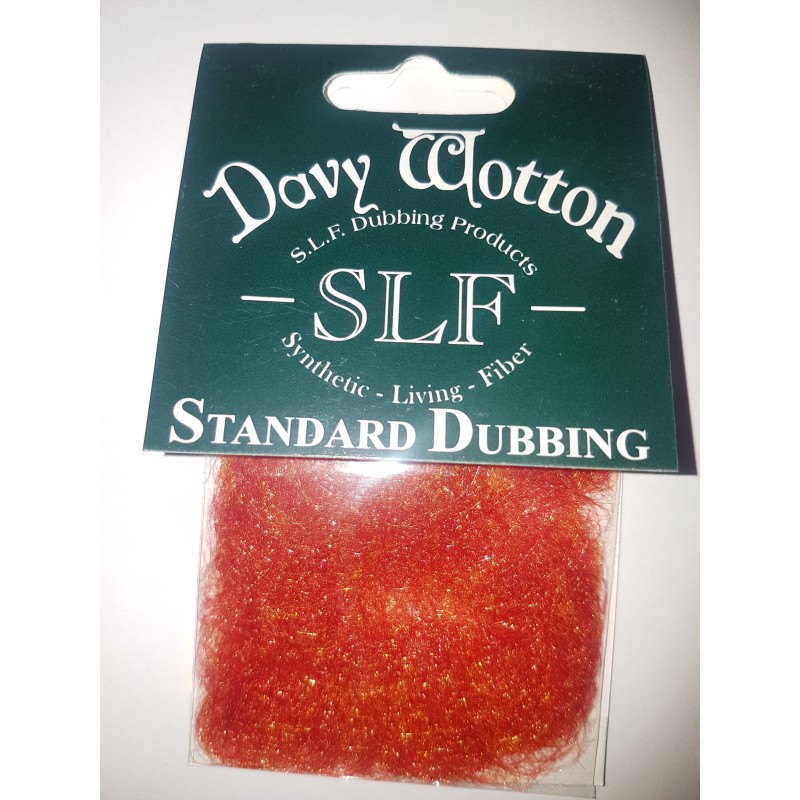 Davy Wotton
S.L.F. Dubbing Products
- SLF -
Synthetic - Living - Fiber
STANDARD DUBBING